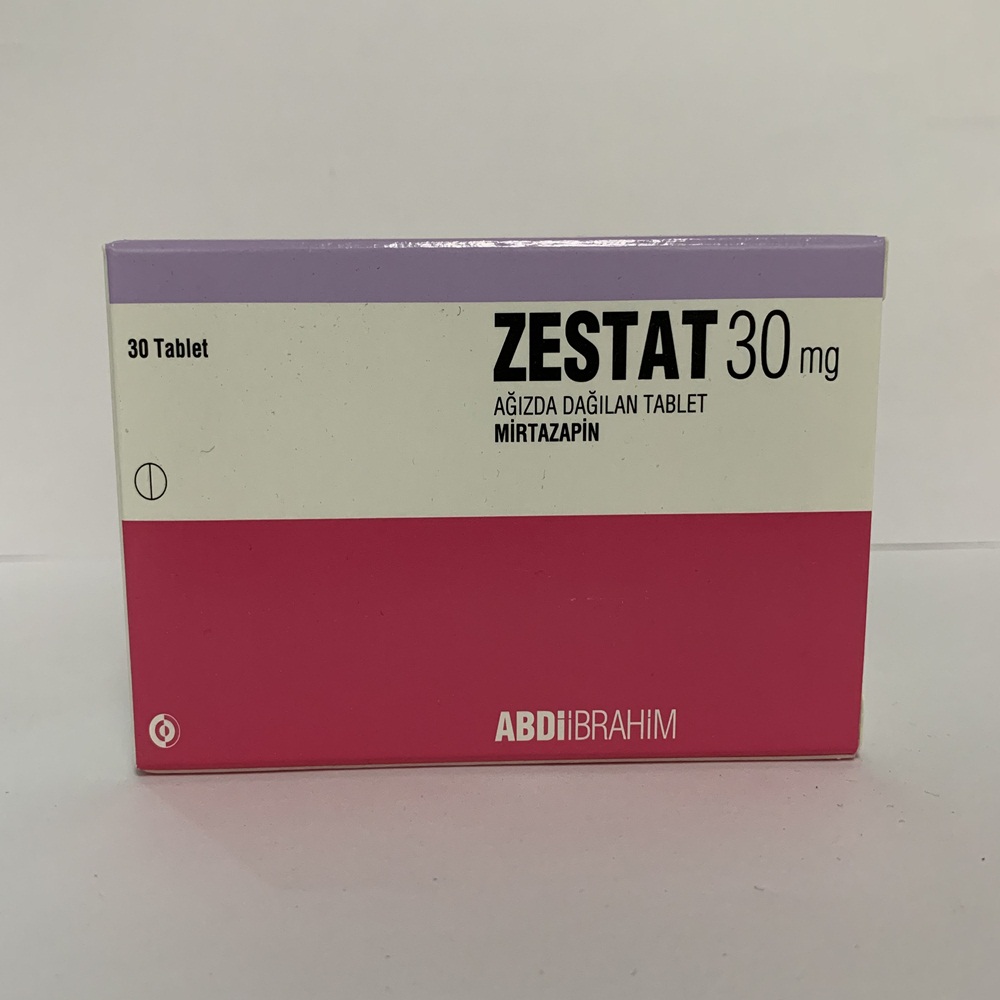 30 Tablet
ZESTAT 30 mg
AĞIZDA DAĞILAN TABLET
MİRTAZAPİN
ABDİİBRAHİM